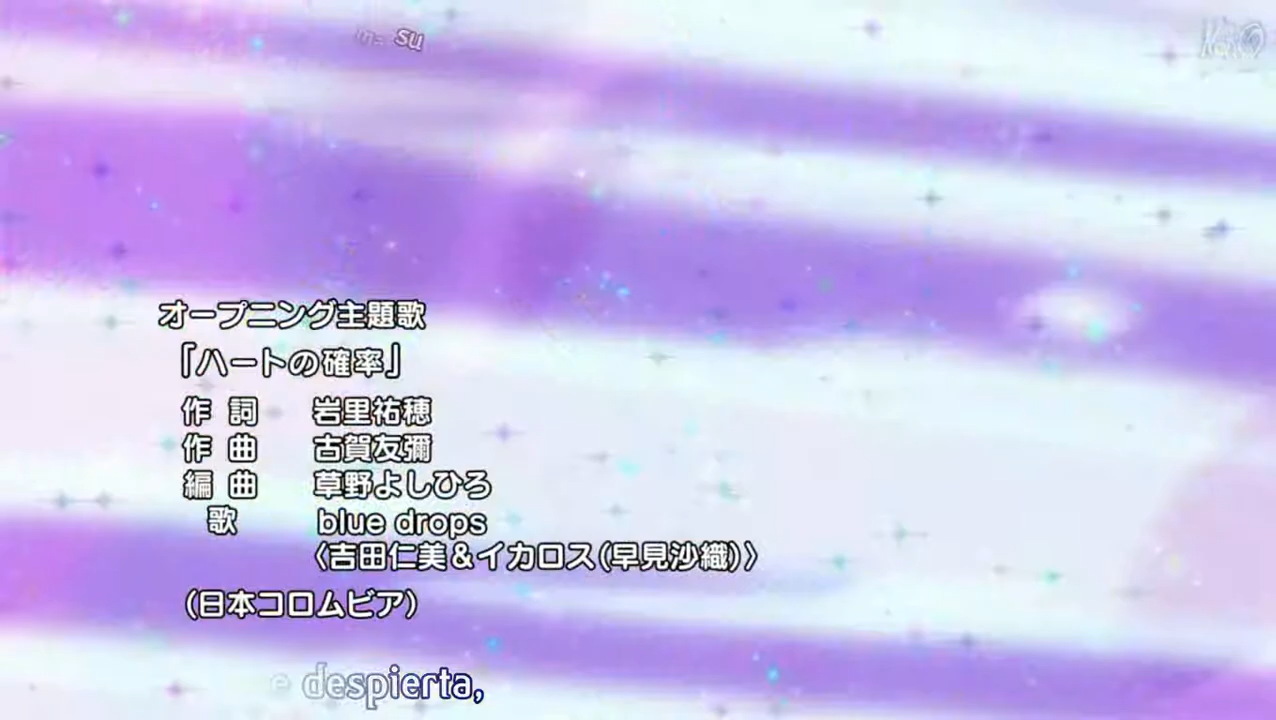 su
オープニング主題歌
「ハートの確率」
作 詞 岩里祐穂
作 曲 古賀友彌
編 曲 草野よしひろ
歌 blue drops
〈吉田仁美＆イカロス（早見沙織）〉
（日本コロムビア）
e despierta,